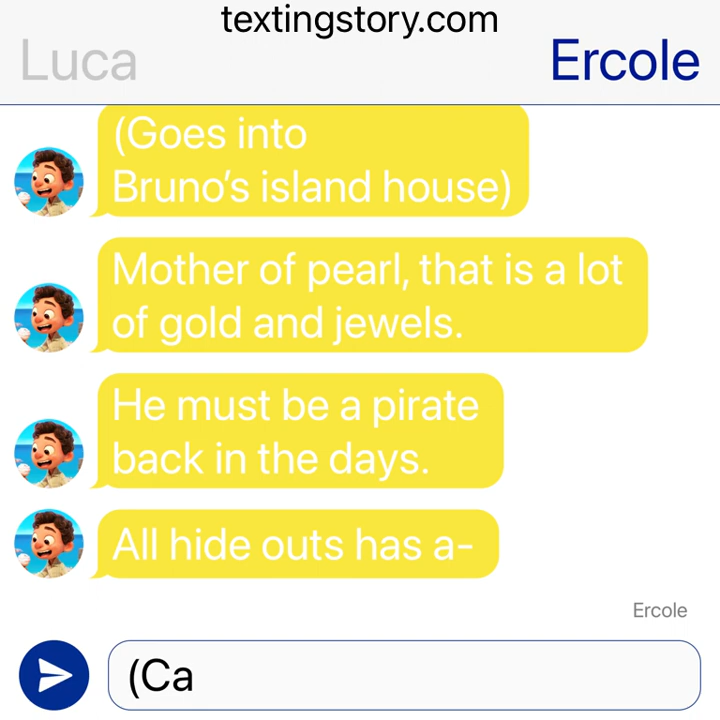 textingstory.com
Luca
Ercole
(Goes into
Bruno’s island house)
Mother of pearl, that is a lot
of gold and jewels.
He must be a pirate
back in the days.
All hide outs has a-
Ercole
(Ca